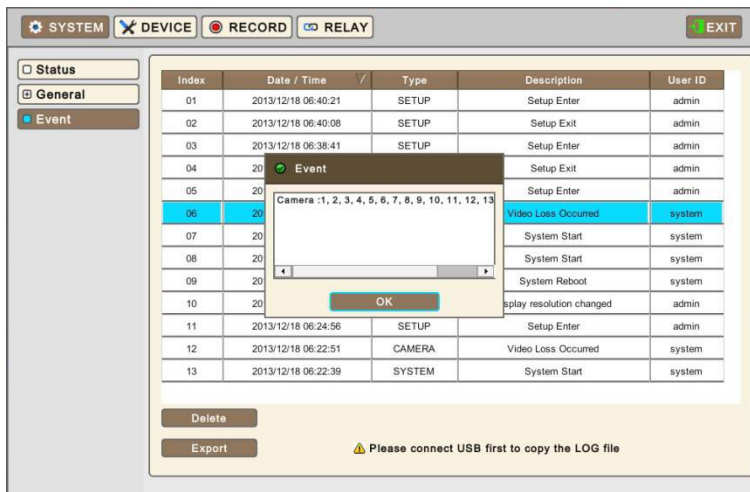 SYSTEM DEVICE RECORD RELAY EXIT
Status
General
Event
Index Date / Time Type Description User ID
01 2013/12/18 06:40:21 SETUP Setup Enter admin
02 2013/12/18 06:40:08 SETUP Setup Exit admin
03 2013/12/18 06:38:41 SETUP Setup Enter admin
04 20 Setup Exit admin
05 20 Setup Enter admin
06 20 Video Loss Occurred system
07 20 System Start system
08 20 System Start system
09 20 System Reboot system
10 20 splay resolution changed admin
11 2013/12/18 06:24:56 SETUP Setup Enter admin
12 2013/12/18 06:22:51 CAMERA Video Loss Occurred system
13 2013/12/18 06:22:39 SYSTEM System Start system
Event
Camera :1, 2, 3, 4, 5, 6, 7, 8, 9, 10, 11, 12, 13
OK
Delete
Export
Please connect USB first to copy the LOG file